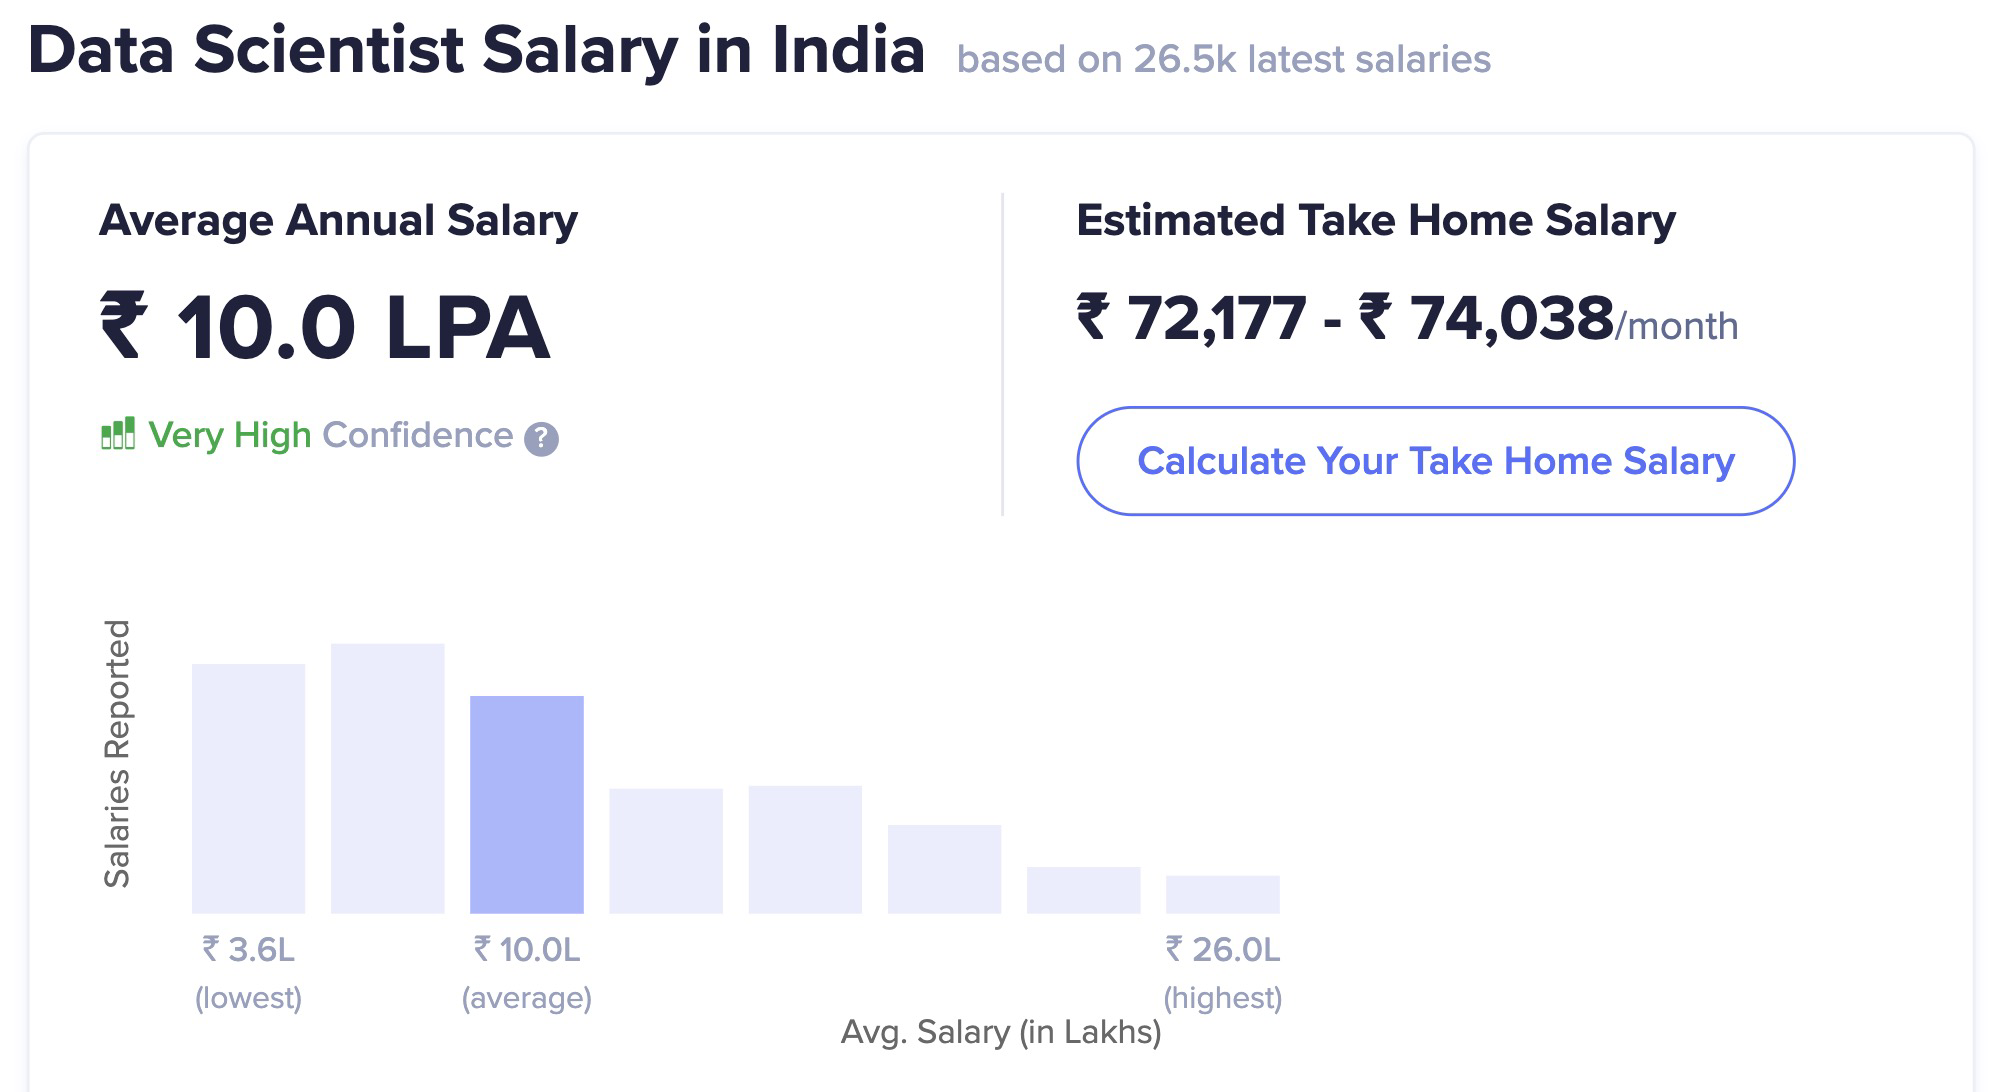 Data Scientist Salary in India based on 26.5k latest salaries
Average Annual Salary
₹ 10.0 LPA
Very High Confidence ?
Estimated Take Home Salary
₹ 72,177 - ₹ 74,038/month
Calculate Your Take Home Salary
Salaries Reported
₹ 3.6L
(lowest)
₹ 10.0L
(average)
₹ 26.0L
(highest)
Avg. Salary (in Lakhs)